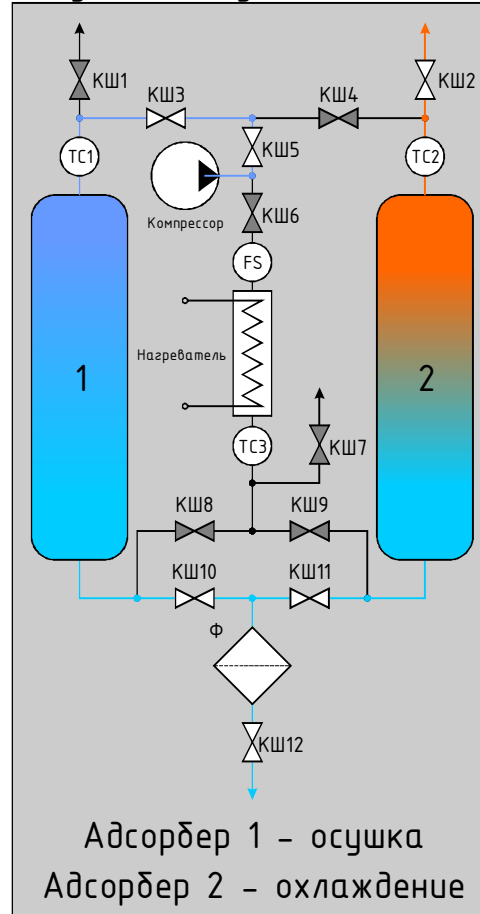 КШ1
КШ2
КШ3
КШ4
ТС1
КШ5
ТС2
Компрессор
КШ6
FS
1
Нагреватель
2
ТС3
КШ7
КШ8
КШ9
КШ10
КШ11
Ф
КШ12
Адсорбер 1 – осушка
Адсорбер 2 – охлаждение